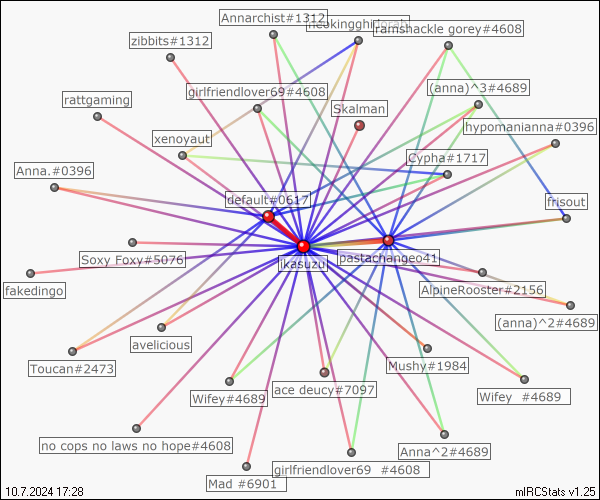 Annarchist#1312
neokingghidorah
ramshackle gorey#4608
zibbits#1312
girlfriendlover69#4608
(anna)^3#4689
rattgaming
Skalman
hypomanianna#0396
xenoyaut
Cypha#1717
Anna.#0396
default#0617
frisout
Soxy Foxy#5076
ikasuzu
pastachangeo41
fakedingo
AlpineRooster#2156
(anna)^2#4689
avelicious
Toucan#2473
Mushy#1984
ace deucy#7097
Wifey#4689
Wifey #4689
no cops no laws no hope#4608
Anna^2#4689
Mad #6901
girlfriendlover69 #4608
10.7.2024 17:28
mIRCStats v1.25